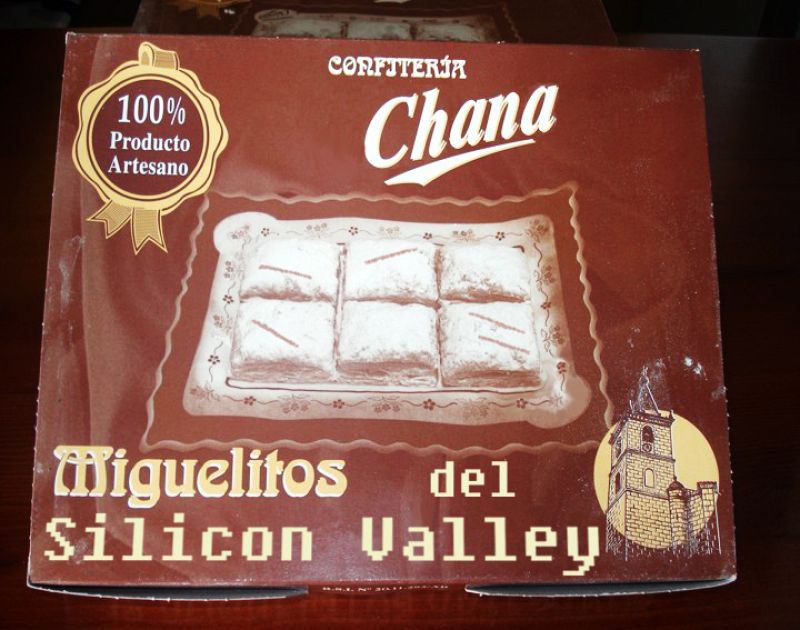 CONFITERÍA
Chana
100%
Producto
Artesano
Miguelitos del
Silicon Valley